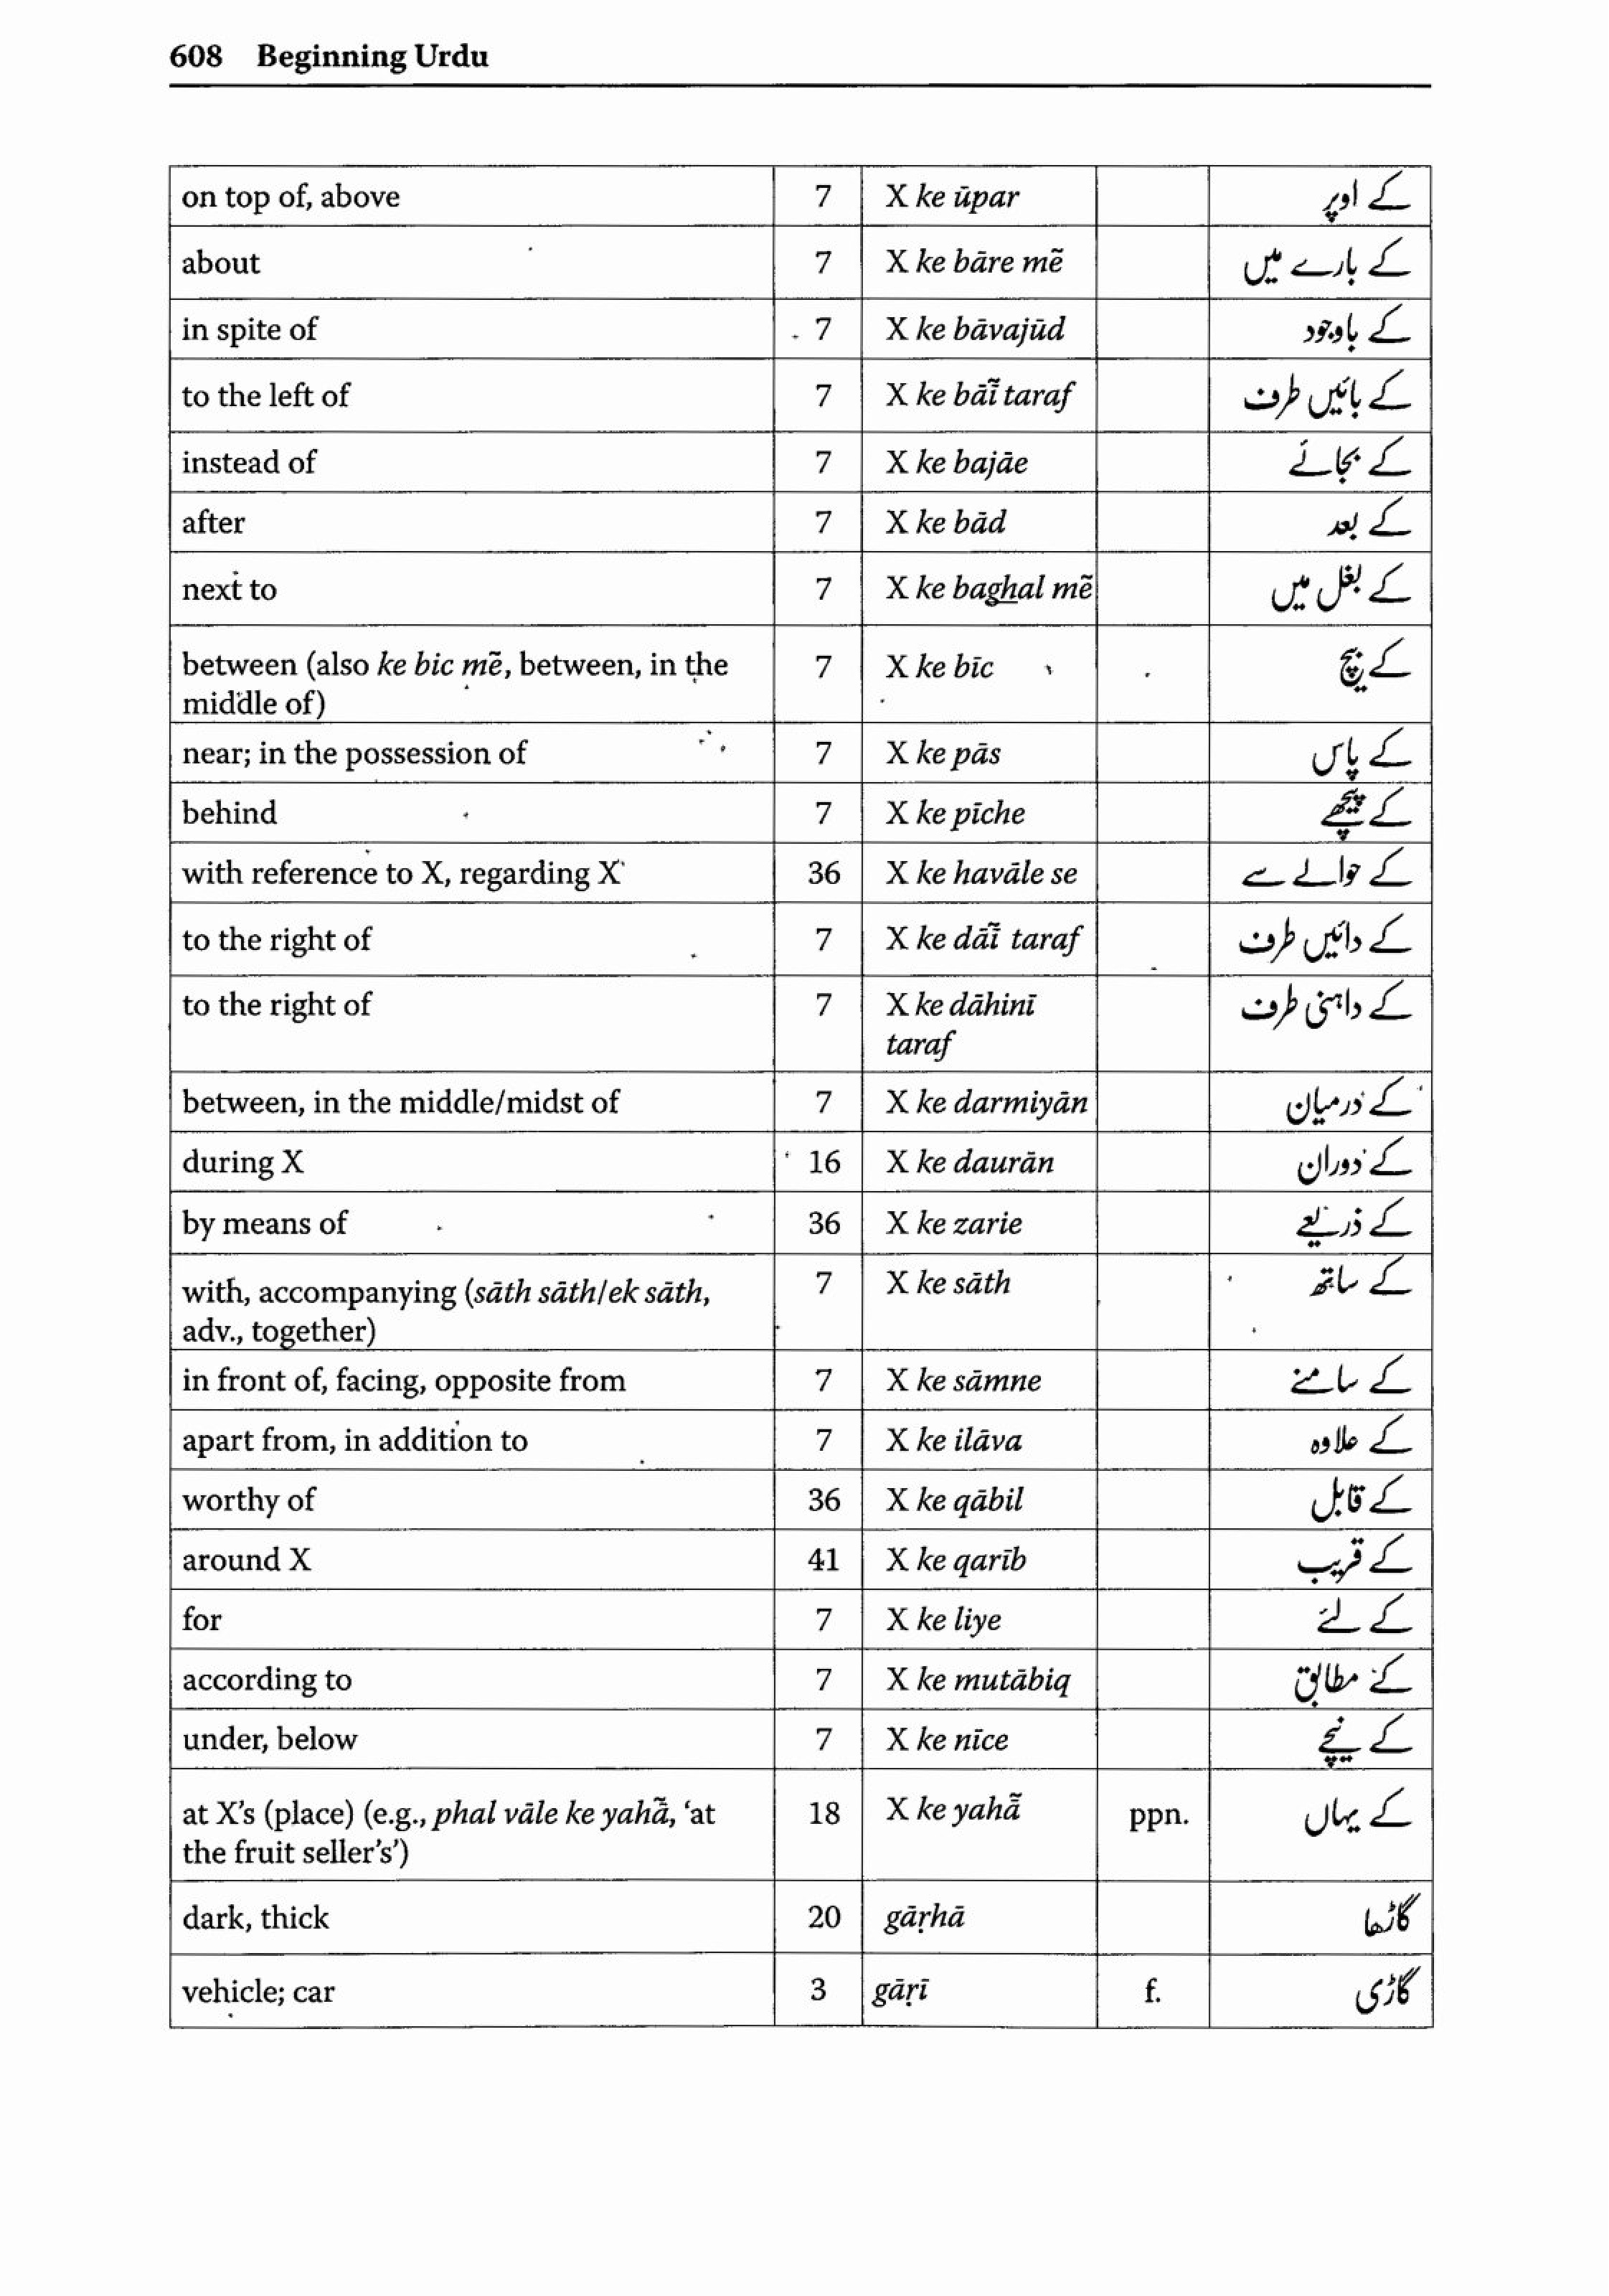 608 Beginning Urdu
on top of, above 7 X ke ūpar کے اوپر
about 7 X ke bāre mẽ کے بارے میں
in spite of 7 X ke bāvajūd کے باوجود
to the left of 7 X ke bāī̃ taraf کے بائیں طرف
instead of 7 X ke bajāe کے بجائے
after 7 X ke bād کے بعد
next to 7 X ke baghal mẽ کے بغل میں
between (also ke bic mẽ, between, in the 7 X ke bīc کے بیچ
middle of)
near; in the possession of 7 X ke pās کے پاس
behind 7 X ke pīche کے پیچھے
with reference to X, regarding X 36 X ke havāle se کے حوالے سے
to the right of 7 X ke dāī̃ taraf کے دائیں طرف
to the right of 7 X ke dāhinī کے داہنی طرف
taraf
between, in the middle/midst of 7 X ke darmiyān کے درمیان
during X 16 X ke daurān کے دوران
by means of 36 X ke zarie کے ذریعے
with, accompanying (sāth sāth/ek sāth, 7 X ke sāth کے ساتھ
adv., together)
in front of, facing, opposite from 7 X ke sāmne کے سامنے
apart from, in addition to 7 X ke ilāva کے علاوہ
worthy of 36 X ke qābil کے قابل
around X 41 X ke qarīb کے قریب
for 7 X ke liye کے لئے
according to 7 X ke mutābiq کے مطابق
under, below 7 X ke nīce کے نیچے
at X's (place) (e.g., phal vāle ke yahā̃, 'at 18 X ke yahā̃ ppn. کے یہاں
the fruit seller's')
dark, thick 20 gāṛhā گاڑھا
vehicle; car 3 gāṛī f. گاڑی